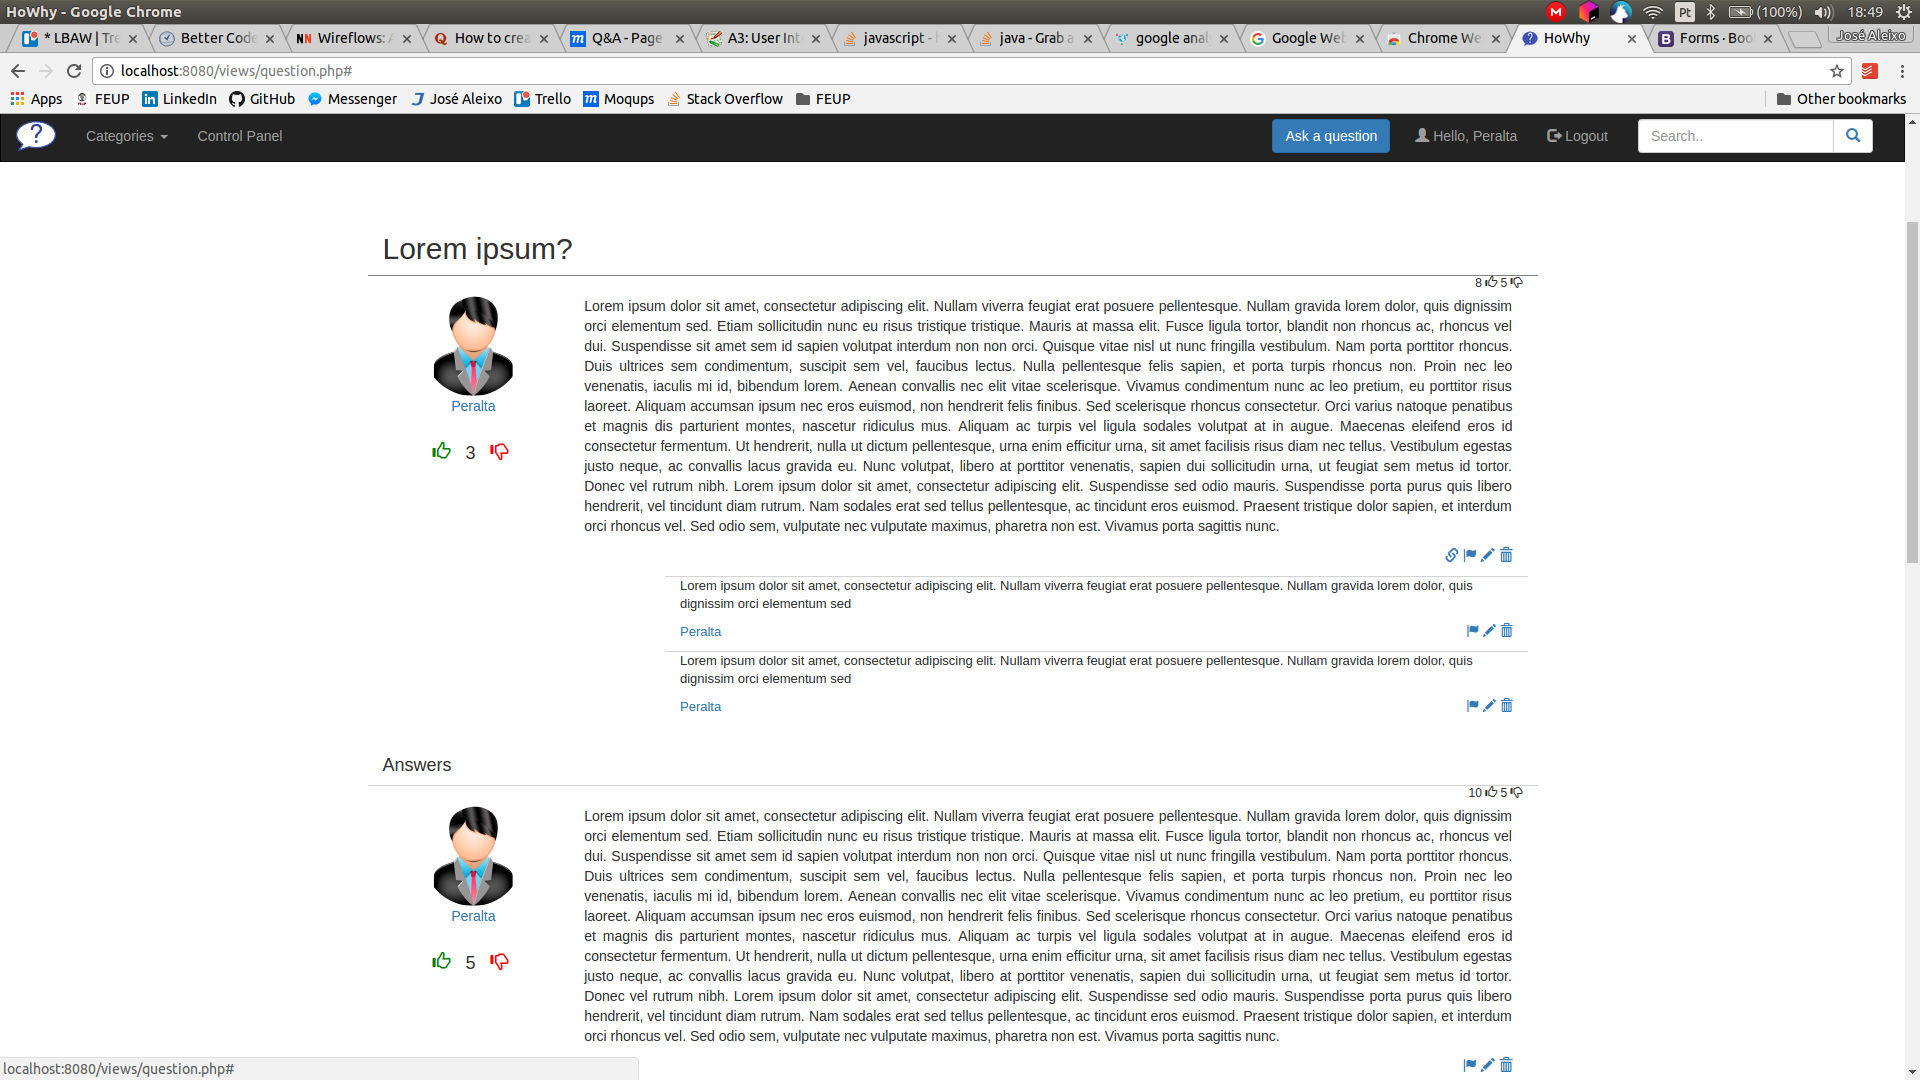 HoWhy - Google Chrome
Pt
(100%)
18:49
* LBAW | Tre
Better Code
Wireflows: A
How to crea
Q&A - Page
A3: User Int
javascript -
java - Grab a
google anal
Google Web
Chrome We
HoWhy
Forms · Boo
José Aleixo
localhost:8080/views/question.php#
Apps
FEUP
LinkedIn
GitHub
Messenger
José Aleixo
Trello
Moqups
Stack Overflow
FEUP
Other bookmarks
Categories
Control Panel
Ask a question
Hello, Peralta
Logout
Search..
Lorem ipsum?
8 5
Lorem ipsum dolor sit amet, consectetur adipiscing elit. Nullam viverra feugiat erat posuere pellentesque. Nullam gravida lorem dolor, quis dignissim
orci elementum sed. Etiam sollicitudin nunc eu risus tristique tristique. Mauris at massa elit. Fusce ligula tortor, blandit non rhoncus ac, rhoncus vel
dui. Suspendisse sit amet sem id sapien volutpat interdum non non orci. Quisque vitae nisl ut nunc fringilla vestibulum. Nam porta porttitor rhoncus.
Duis ultrices sem condimentum, suscipit sem vel, faucibus lectus. Nulla pellentesque felis sapien, et porta turpis rhoncus non. Proin nec leo
venenatis, iaculis mi id, bibendum lorem. Aenean convallis nec elit vitae scelerisque. Vivamus condimentum nunc ac leo pretium, eu porttitor risus
laoreet. Aliquam accumsan ipsum nec eros euismod, non hendrerit felis finibus. Sed scelerisque rhoncus consectetur. Orci varius natoque penatibus
et magnis dis parturient montes, nascetur ridiculus mus. Aliquam ac turpis vel ligula sodales volutpat at in augue. Maecenas eleifend eros id
consectetur fermentum. Ut hendrerit, nulla ut dictum pellentesque, urna enim efficitur urna, sit amet facilisis risus diam nec tellus. Vestibulum egestas
justo neque, ac convallis lacus gravida eu. Nunc volutpat, libero at porttitor venenatis, sapien dui sollicitudin urna, ut feugiat sem metus id tortor.
Donec vel rutrum nibh. Lorem ipsum dolor sit amet, consectetur adipiscing elit. Suspendisse sed odio mauris. Suspendisse porta purus quis libero
hendrerit, vel tincidunt diam rutrum. Nam sodales erat sed tellus pellentesque, ac tincidunt eros euismod. Praesent tristique dolor sapien, et interdum
orci rhoncus vel. Sed odio sem, vulputate nec vulputate maximus, pharetra non est. Vivamus porta sagittis nunc.
Peralta
3
Lorem ipsum dolor sit amet, consectetur adipiscing elit. Nullam viverra feugiat erat posuere pellentesque. Nullam gravida lorem dolor, quis
dignissim orci elementum sed
Peralta
Lorem ipsum dolor sit amet, consectetur adipiscing elit. Nullam viverra feugiat erat posuere pellentesque. Nullam gravida lorem dolor, quis
dignissim orci elementum sed
Peralta
Answers
10 5
Lorem ipsum dolor sit amet, consectetur adipiscing elit. Nullam viverra feugiat erat posuere pellentesque. Nullam gravida lorem dolor, quis dignissim
orci elementum sed. Etiam sollicitudin nunc eu risus tristique tristique. Mauris at massa elit. Fusce ligula tortor, blandit non rhoncus ac, rhoncus vel
dui. Suspendisse sit amet sem id sapien volutpat interdum non non orci. Quisque vitae nisl ut nunc fringilla vestibulum. Nam porta porttitor rhoncus.
Duis ultrices sem condimentum, suscipit sem vel, faucibus lectus. Nulla pellentesque felis sapien, et porta turpis rhoncus non. Proin nec leo
venenatis, iaculis mi id, bibendum lorem. Aenean convallis nec elit vitae scelerisque. Vivamus condimentum nunc ac leo pretium, eu porttitor risus
laoreet. Aliquam accumsan ipsum nec eros euismod, non hendrerit felis finibus. Sed scelerisque rhoncus consectetur. Orci varius natoque penatibus
et magnis dis parturient montes, nascetur ridiculus mus. Aliquam ac turpis vel ligula sodales volutpat at in augue. Maecenas eleifend eros id
consectetur fermentum. Ut hendrerit, nulla ut dictum pellentesque, urna enim efficitur urna, sit amet facilisis risus diam nec tellus. Vestibulum egestas
justo neque, ac convallis lacus gravida eu. Nunc volutpat, libero at porttitor venenatis, sapien dui sollicitudin urna, ut feugiat sem metus id tortor.
Donec vel rutrum nibh. Lorem ipsum dolor sit amet, consectetur adipiscing elit. Suspendisse sed odio mauris. Suspendisse porta purus quis libero
hendrerit, vel tincidunt diam rutrum. Nam sodales erat sed tellus pellentesque, ac tincidunt eros euismod. Praesent tristique dolor sapien, et interdum
orci rhoncus vel. Sed odio sem, vulputate nec vulputate maximus, pharetra non est. Vivamus porta sagittis nunc.
Peralta
5
localhost:8080/views/question.php#